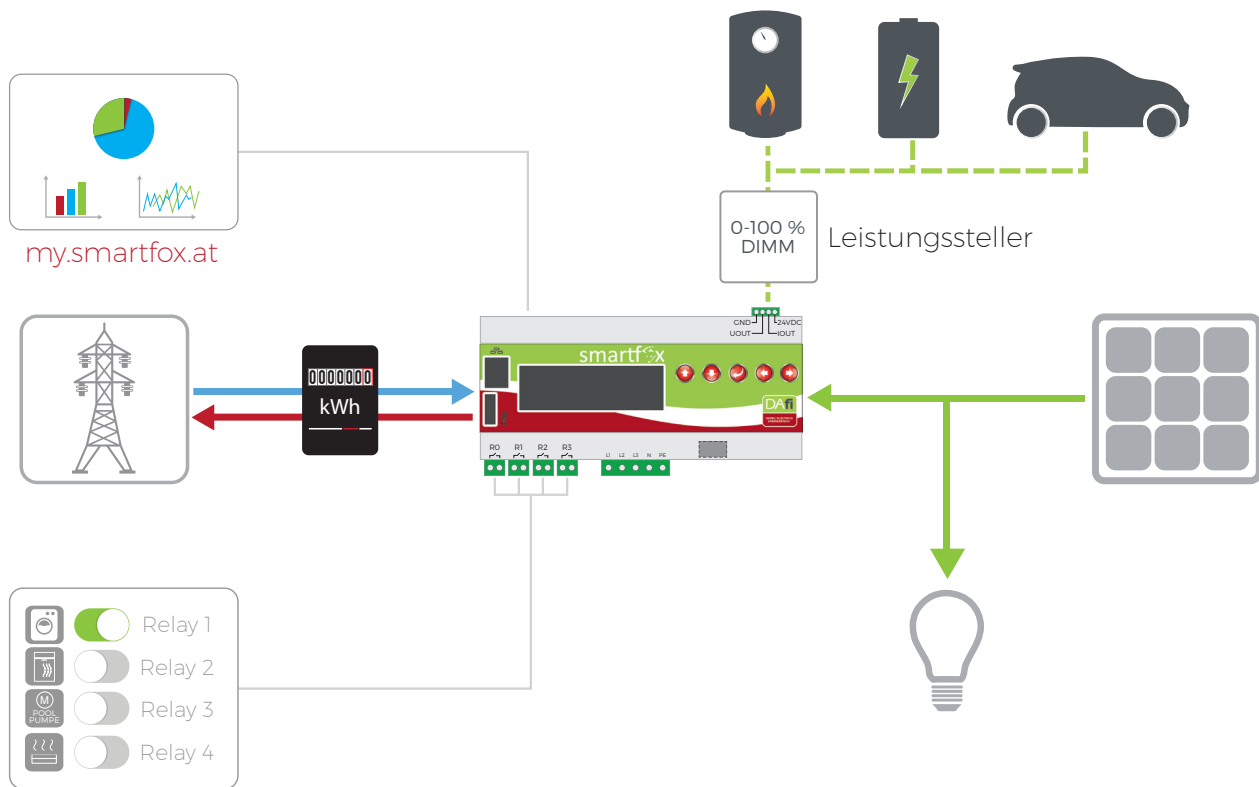 my.smartfox.at
0-100 %
DIMM
Leistungssteller
GND
24VDC
UOUT
IOUT
smartfox
DAfi
0000000
kWh
R0 R1 R2 R3
L1 L2 L3 N PE
Relay 1
Relay 2
M
POOL
PUMPE
Relay 3
Relay 4